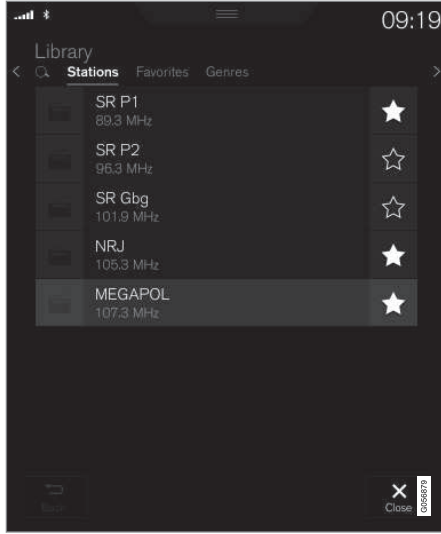 09:19
Library
Stations Favorites Genres
SR P1
89.3 MHz
SR P2
96.3 MHz
SR Gbg
101.9 MHz
NRJ
105.3 MHz
MEGAPOL
107.3 MHz
Back
Close
G056879